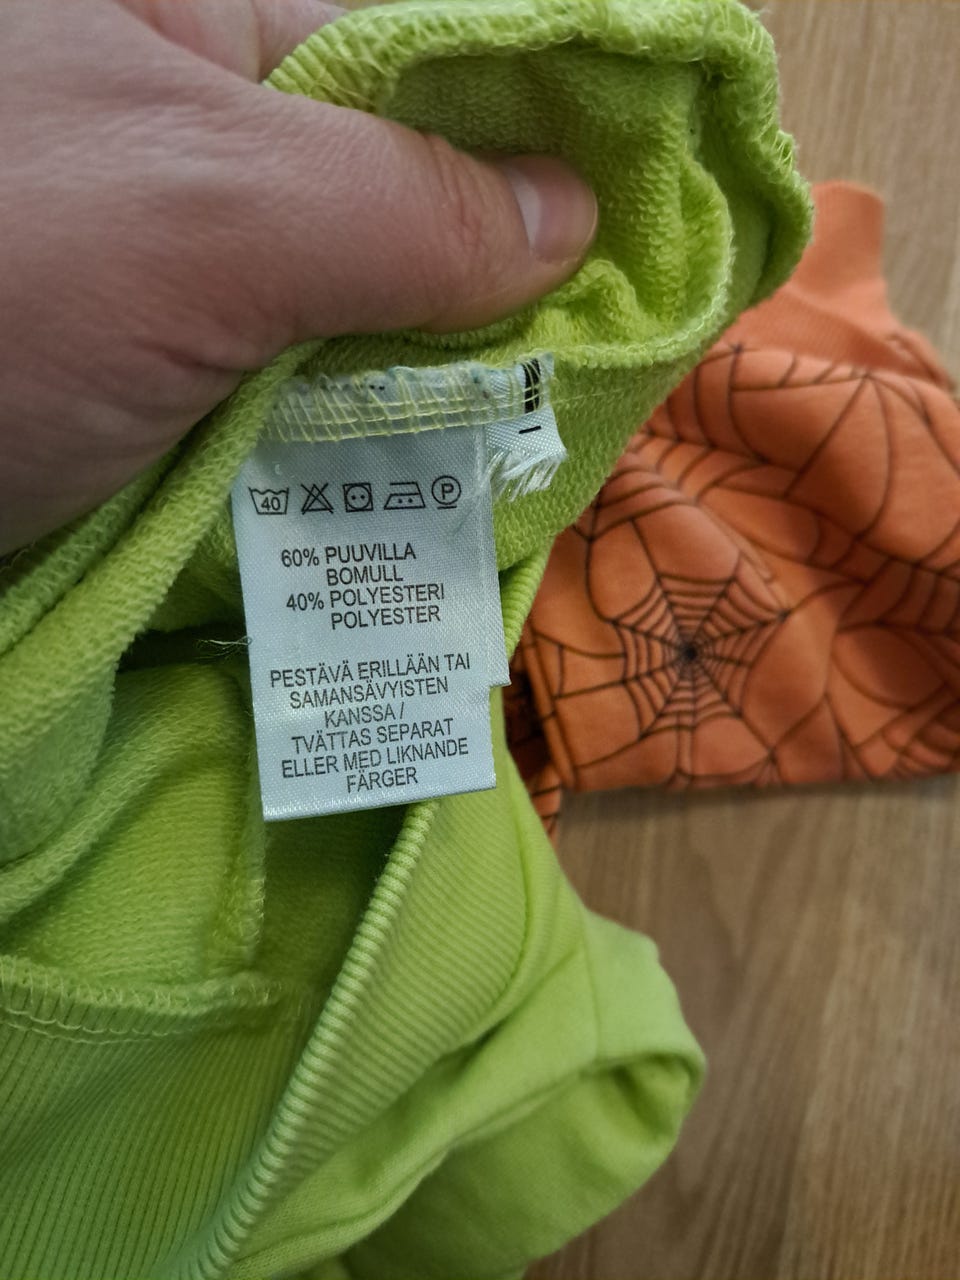 40 P
60% PUUVILLA
BOMULL
40% POLYESTERI
POLYESTER
PESTÄVÄ ERILLÄÄN TAI
SAMANSÄVYISTEN
KANSSA /
TVÄTTAS SEPARAT
ELLER MED LIKNANDE
FÄRGER